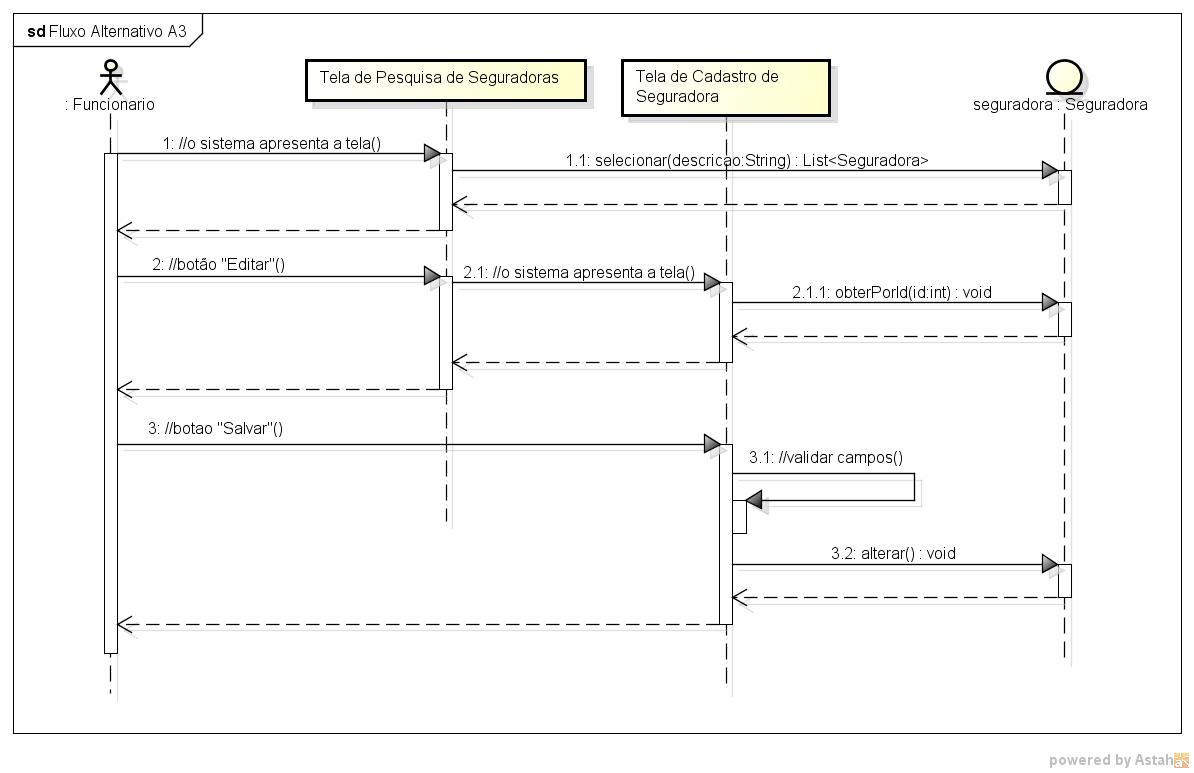 sd Fluxo Alternativo A3
: Funcionario
Tela de Pesquisa de Seguradoras
Tela de Cadastro de
Seguradora
seguradora : Seguradora
1: //o sistema apresenta a tela()
1.1: selecionar(descricao:String) : List<Seguradora>
2: //botão "Editar"()
2.1: //o sistema apresenta a tela()
2.1.1: obterPorId(id:int) : void
3: //botao "Salvar"()
3.1: //validar campos()
3.2: alterar() : void
powered by Astah